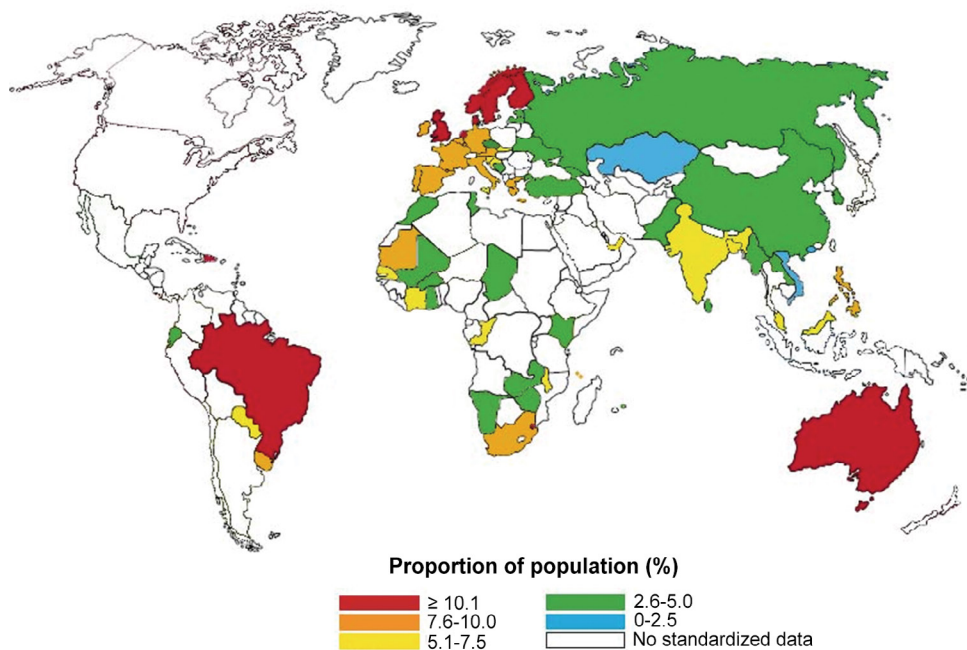 Proportion of population (%)
≥ 10.1
7.6-10.0
5.1-7.5
2.6-5.0
0-2.5
No standardized data